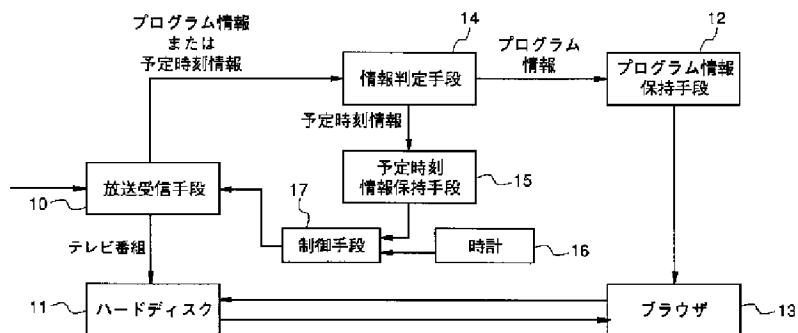 プログラム情報
または
予定時刻情報
14
情報判定手段
プログラム
情報
12
プログラム情報
保持手段
予定時刻情報
予定時刻
情報保持手段
15
放送受信手段
10
17
制御手段
時計
16
テレビ番組
11
ハードディスク
ブラウザ
13